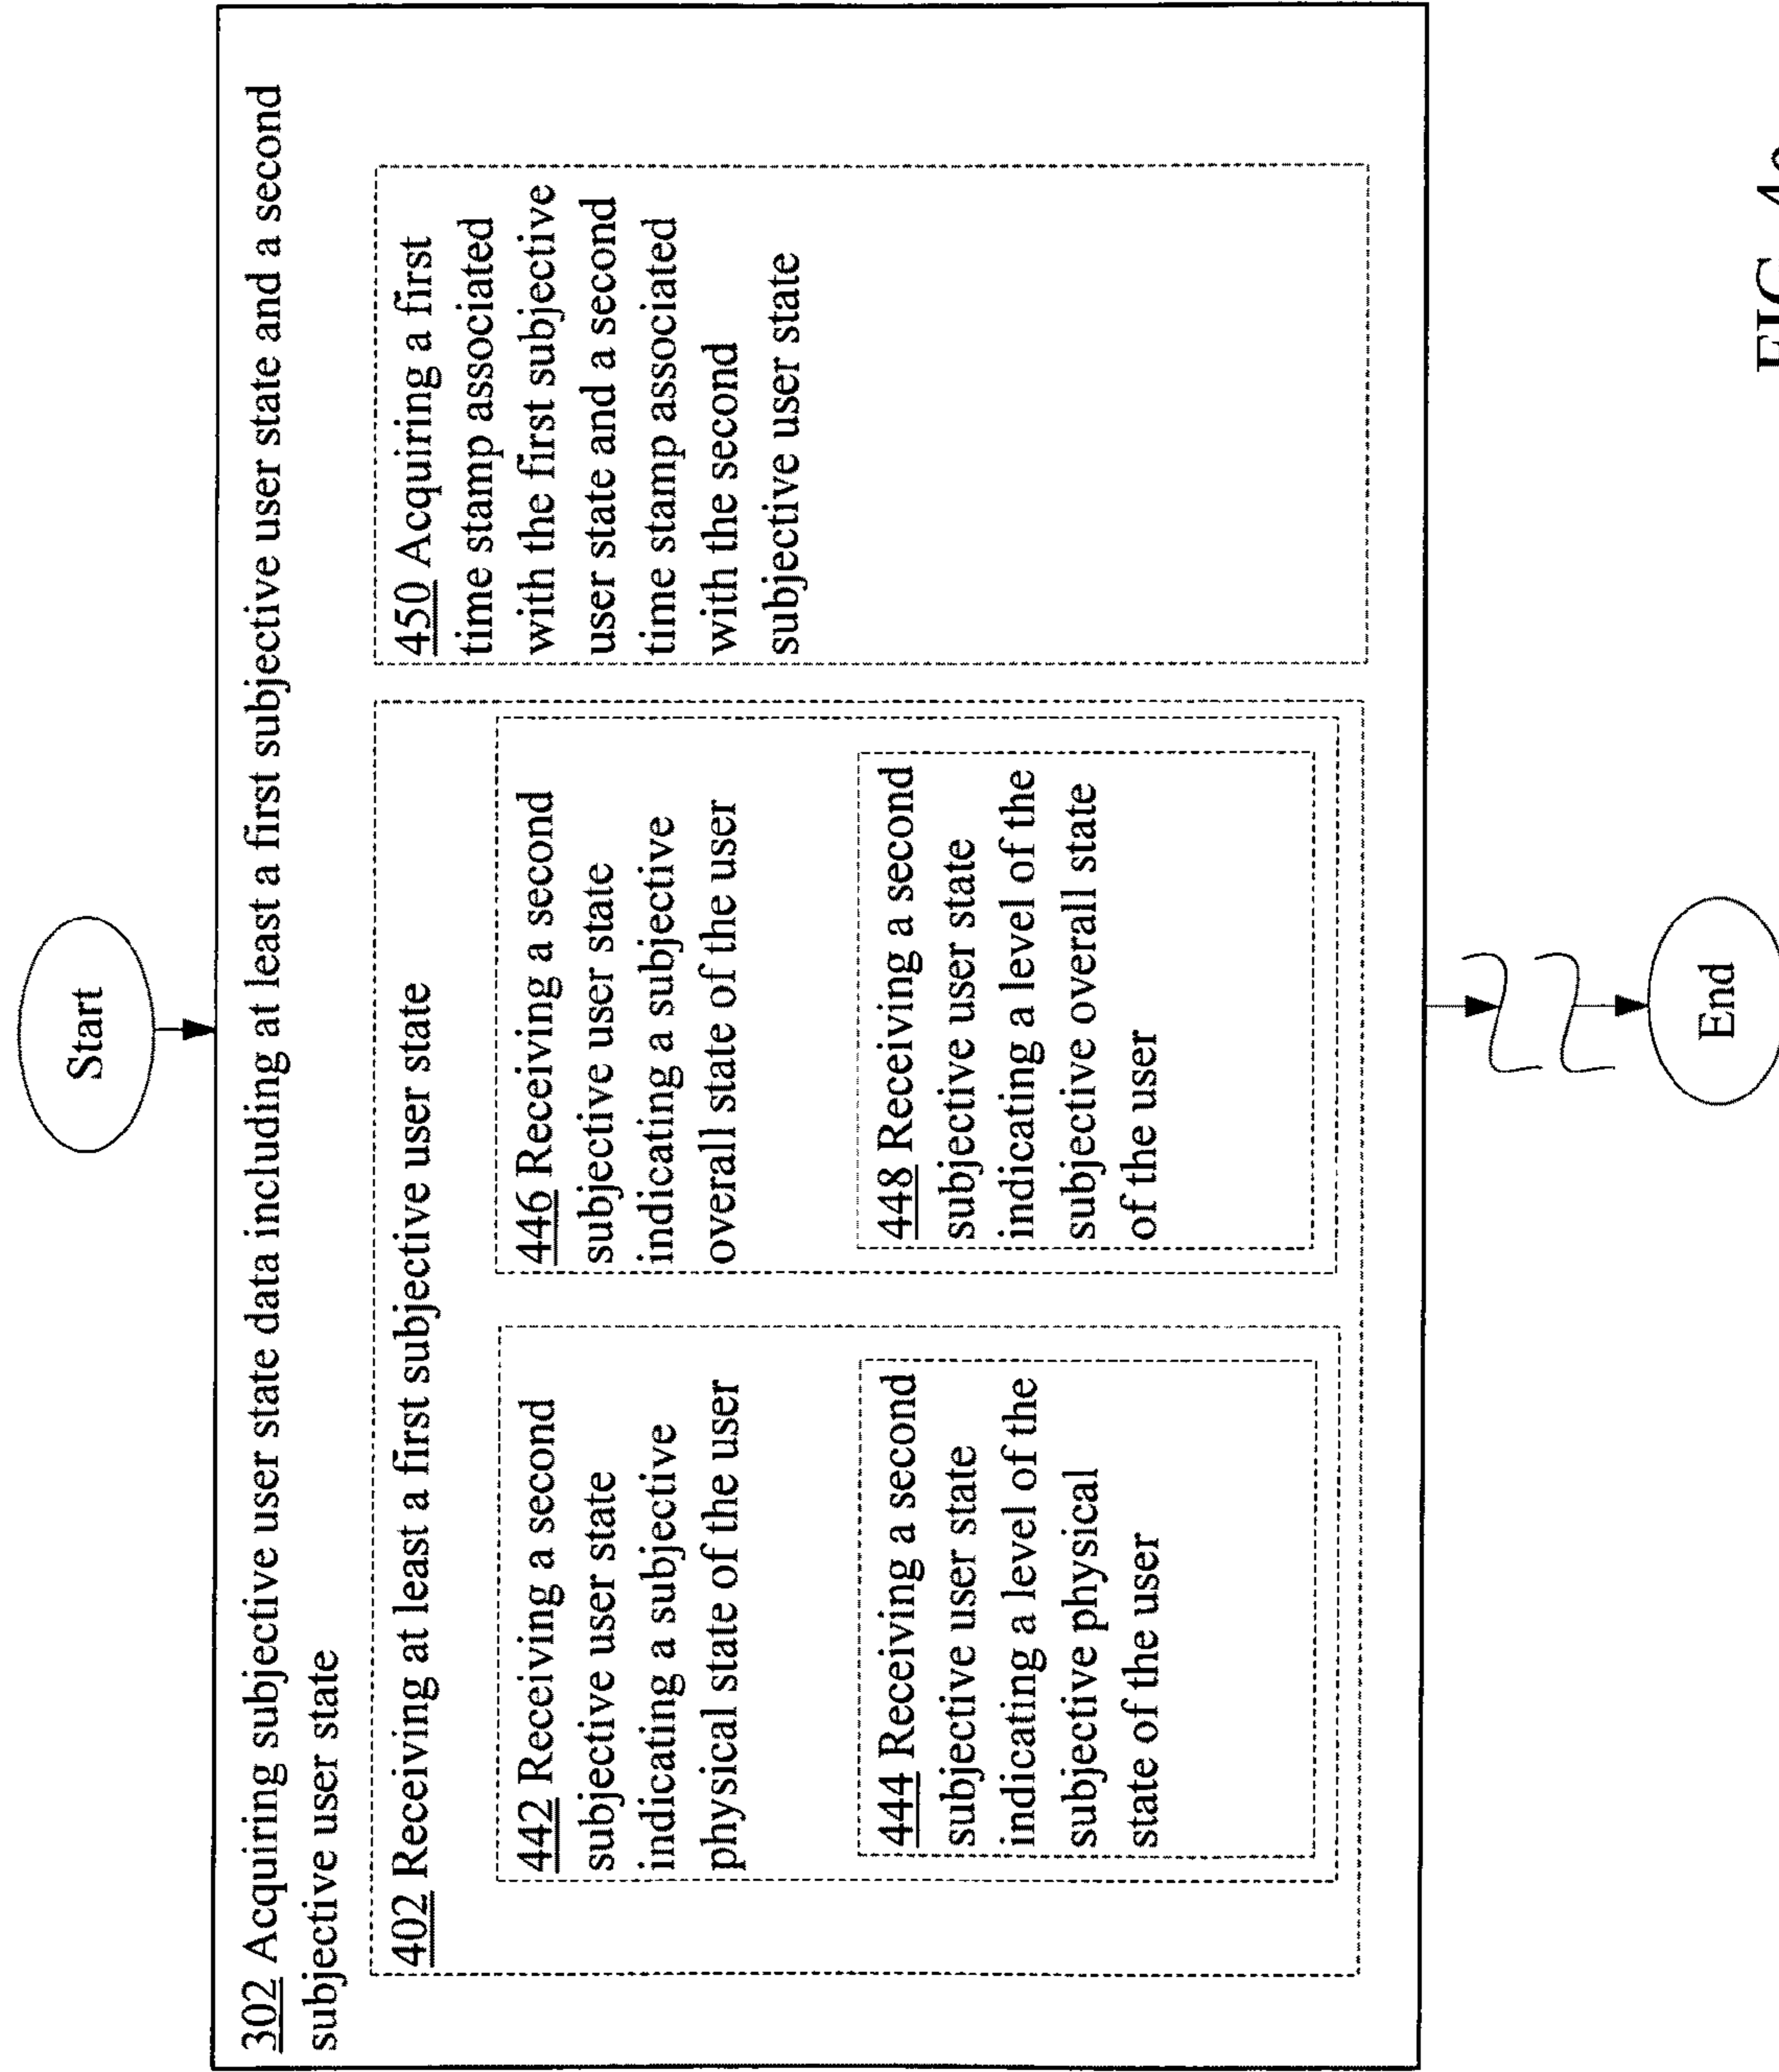 Start
302 Acquiring subjective user state data including at least a first subjective user state and a second
subjective user state
402 Receiving at least a first subjective user state
442 Receiving a second
subjective user state
indicating a subjective
physical state of the user
444 Receiving a second
subjective user state
indicating a level of the
subjective physical
state of the user
446 Receiving a second
subjective user state
indicating a subjective
overall state of the user
448 Receiving a second
subjective user state
indicating a level of the
subjective overall state
of the user
450 Acquiring a first
time stamp associated
with the first subjective
user state and a second
time stamp associated
with the second
subjective user state
End
FIG.